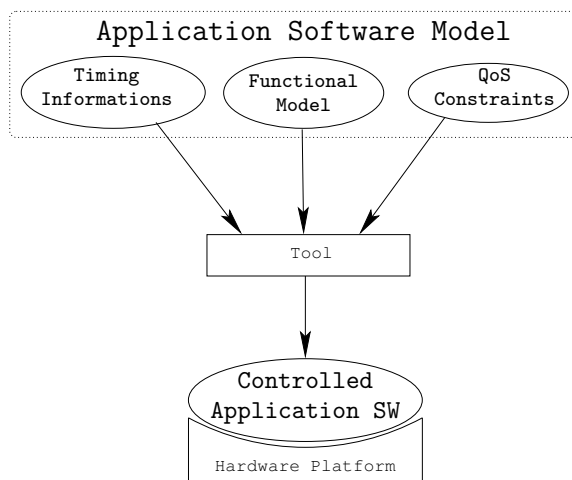 Application Software Model
Timing
Informations
Functional
Model
QoS
Constraints
Tool
Controlled
Application SW
Hardware Platform